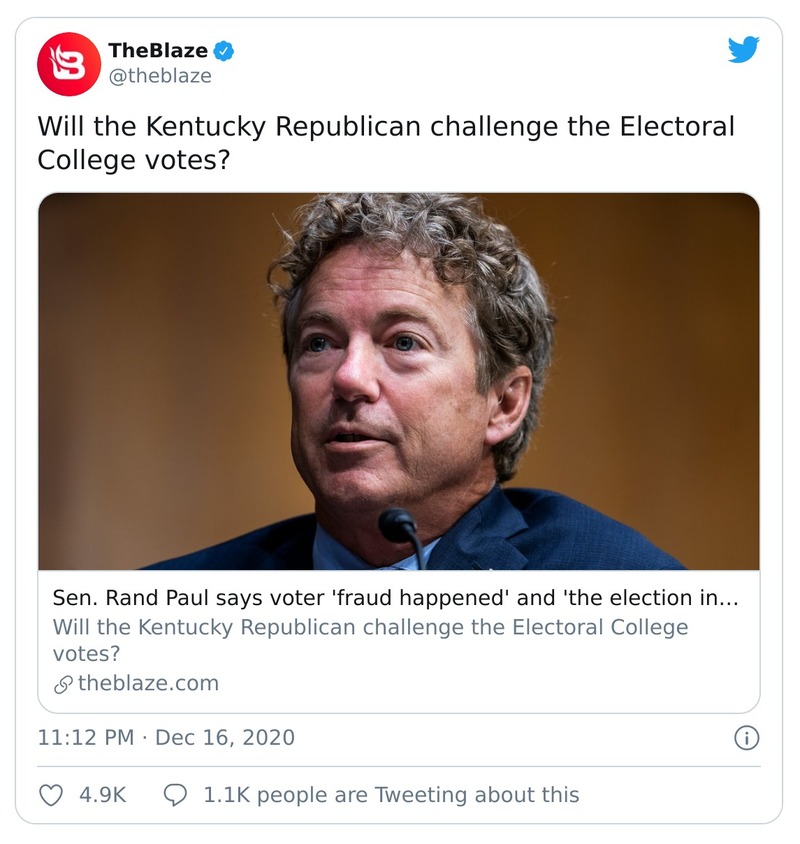 TheBlaze
@theblaze
Will the Kentucky Republican challenge the Electoral
College votes?
Sen. Rand Paul says voter 'fraud happened' and 'the election in...
Will the Kentucky Republican challenge the Electoral College
votes?
theblaze.com
11:12 PM · Dec 16, 2020
4.9K 1.1K people are Tweeting about this